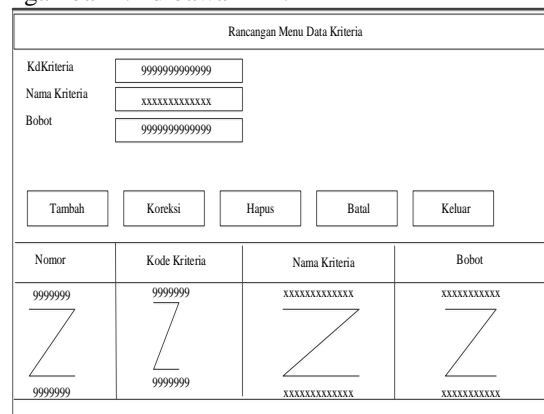 Rancangan Menu Data Kriteria
KdKriteria 9999999999999
Nama Kriteria xxxxxxxxxxxxx
Bobot 9999999999999
Tambah Koreksi Hapus Batal Keluar
Nomor Kode Kriteria Nama Kriteria Bobot
9999999 9999999 xxxxxxxxxxxxx xxxxxxxxxxx
9999999 9999999 xxxxxxxxxxxxx xxxxxxxxxxx